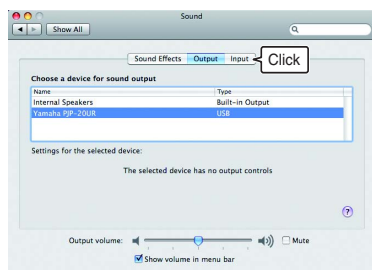 Sound
Show All
Sound Effects Output Input Click
Choose a device for sound output
Name Type
Internal Speakers Built-in Output
Yamaha PJP-20UR USB
Settings for the selected device:
The selected device has no output controls
?
Output volume: Mute
Show volume in menu bar